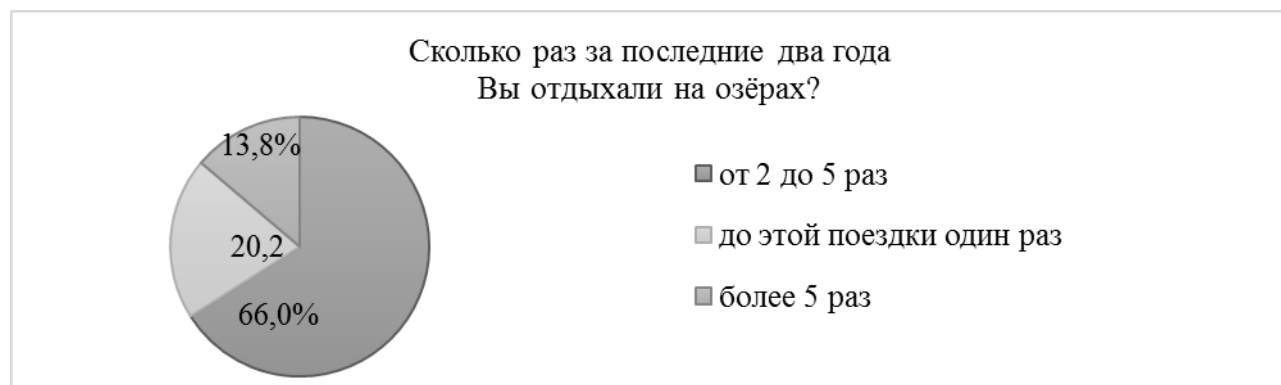 Сколько раз за последние два года
Вы отдыхали на озёрах?
13,8%
20,2
66,0%
от 2 до 5 раз
до этой поездки один раз
более 5 раз